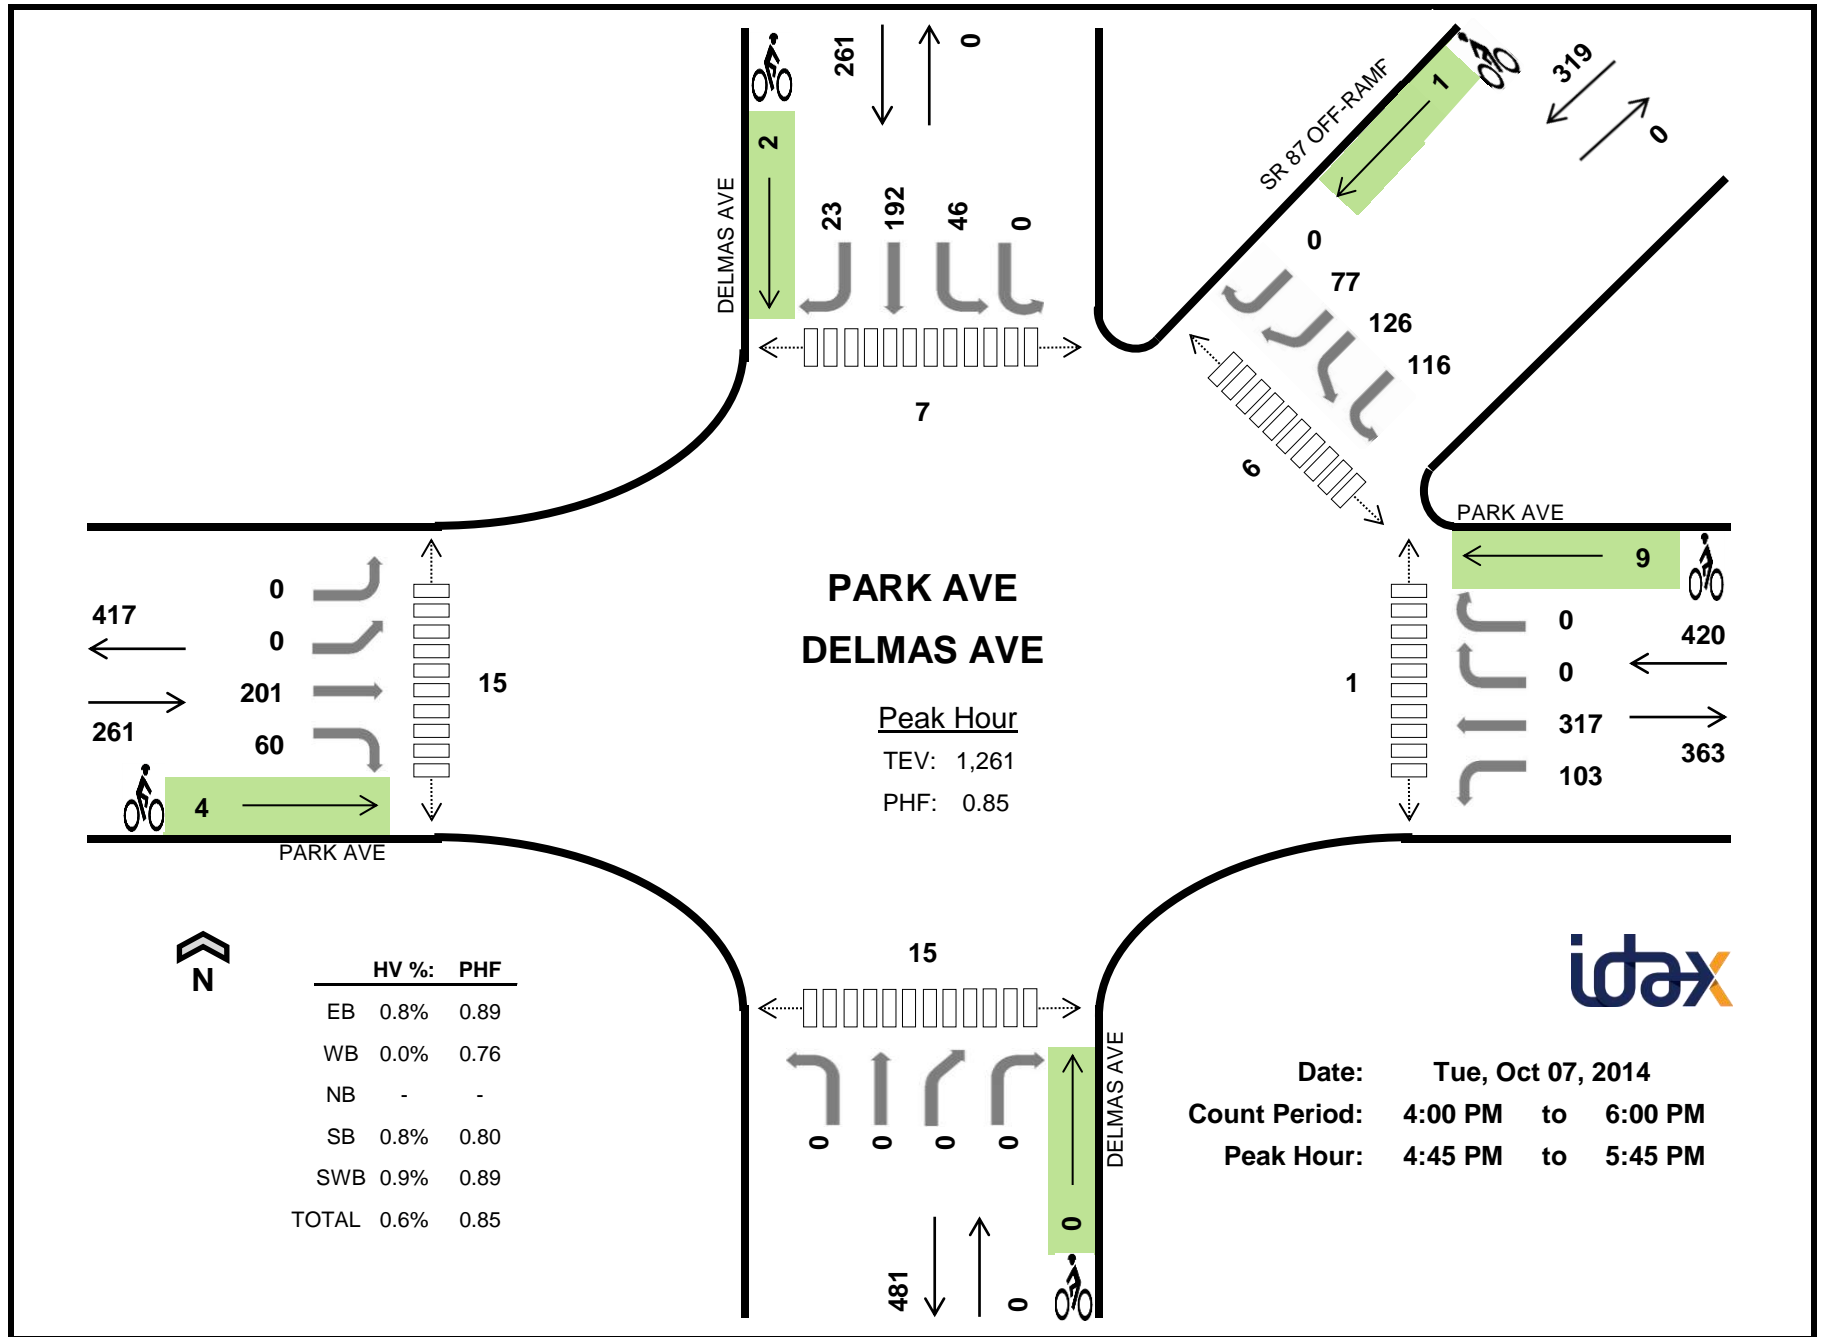 261
0
319
0
1
2
SR 87 OFF-RAMP
DELMAS AVE
23
192
46
0
0
77
126
116
7
6
PARK AVE
9
0
0
317
103
420
363
1
417
261
0
0
201
60
15
4
PARK AVE
PARK AVE
DELMAS AVE
Peak Hour
TEV: 1,261
PHF: 0.85
N
HV %: PHF
EB 0.8% 0.89
WB 0.0% 0.76
NB - -
SB 0.8% 0.80
SWB 0.9% 0.89
TOTAL 0.6% 0.85
15
0
0
0
0
DELMAS AVE
0
481
0
idax
Date: Tue, Oct 07, 2014
Count Period: 4:00 PM to 6:00 PM
Peak Hour: 4:45 PM to 5:45 PM